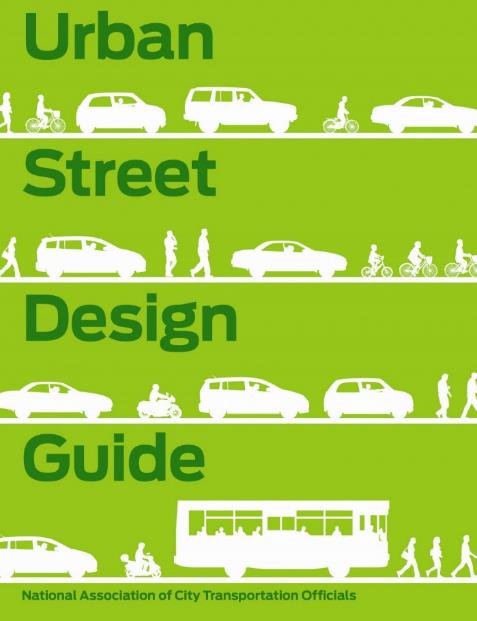 Urban
Street
Design
Guide
National Association of City Transportation Officials